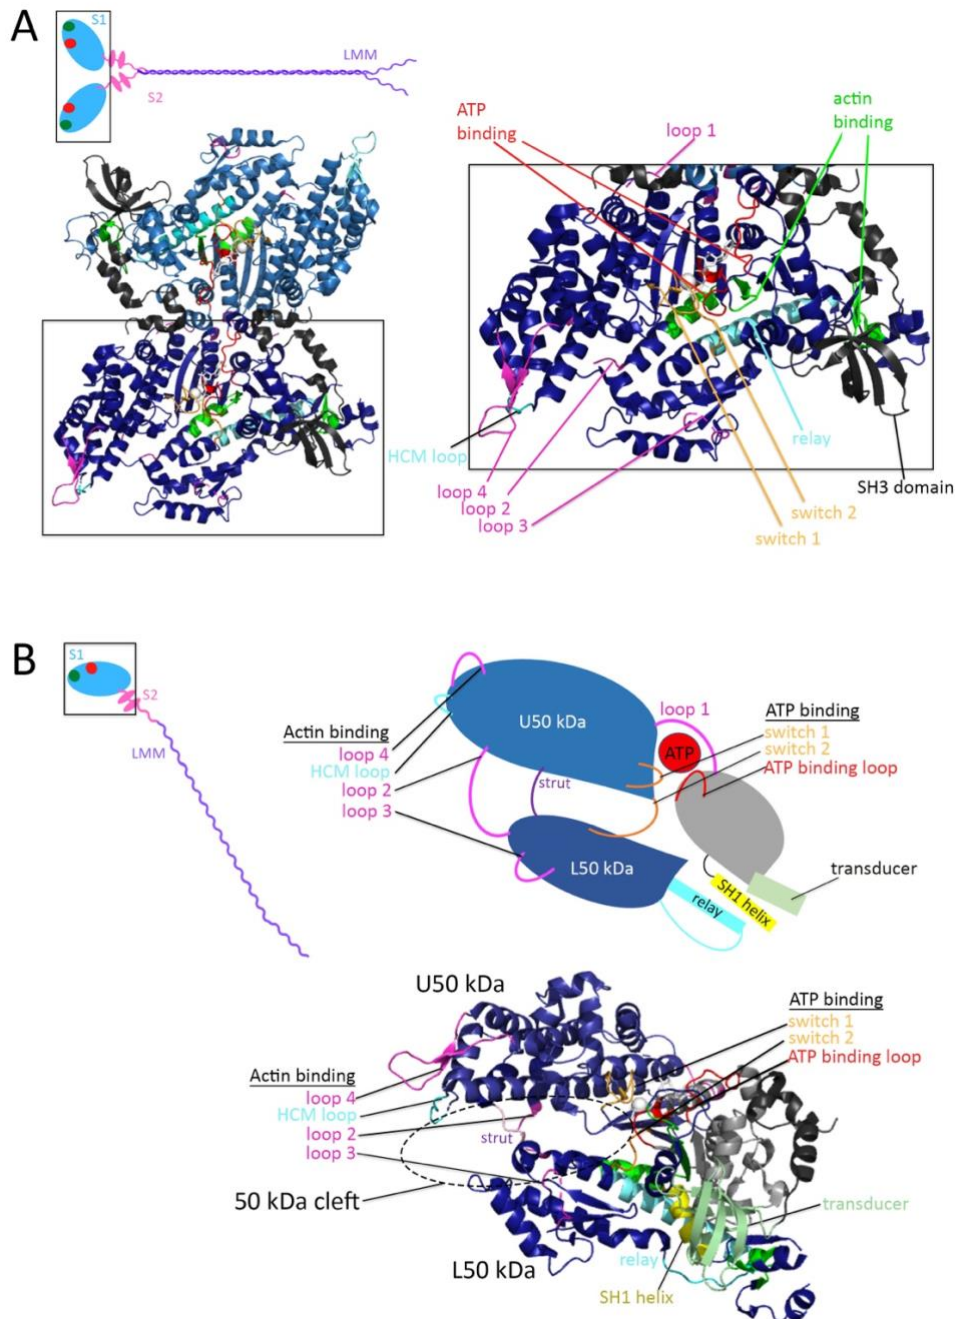 A
S1
S2
LMM
ATP
binding
loop 1
actin
binding
HCM loop
loop 4
loop 2
loop 3
relay
SH3 domain
switch 2
switch 1
B
S1
S2
LMM
Actin binding
loop 4
HCM loop
loop 2
loop 3
U50 kDa
strut
L50 kDa
loop 1
ATP
ATP binding
switch 1
switch 2
ATP binding loop
transducer
SH1 helix
relay
U50 kDa
ATP binding
switch 1
switch 2
ATP binding loop
Actin binding
loop 4
HCM loop
loop 2
loop 3
strut
50 kDa cleft
transducer
L50 kDa
relay
SH1 helix